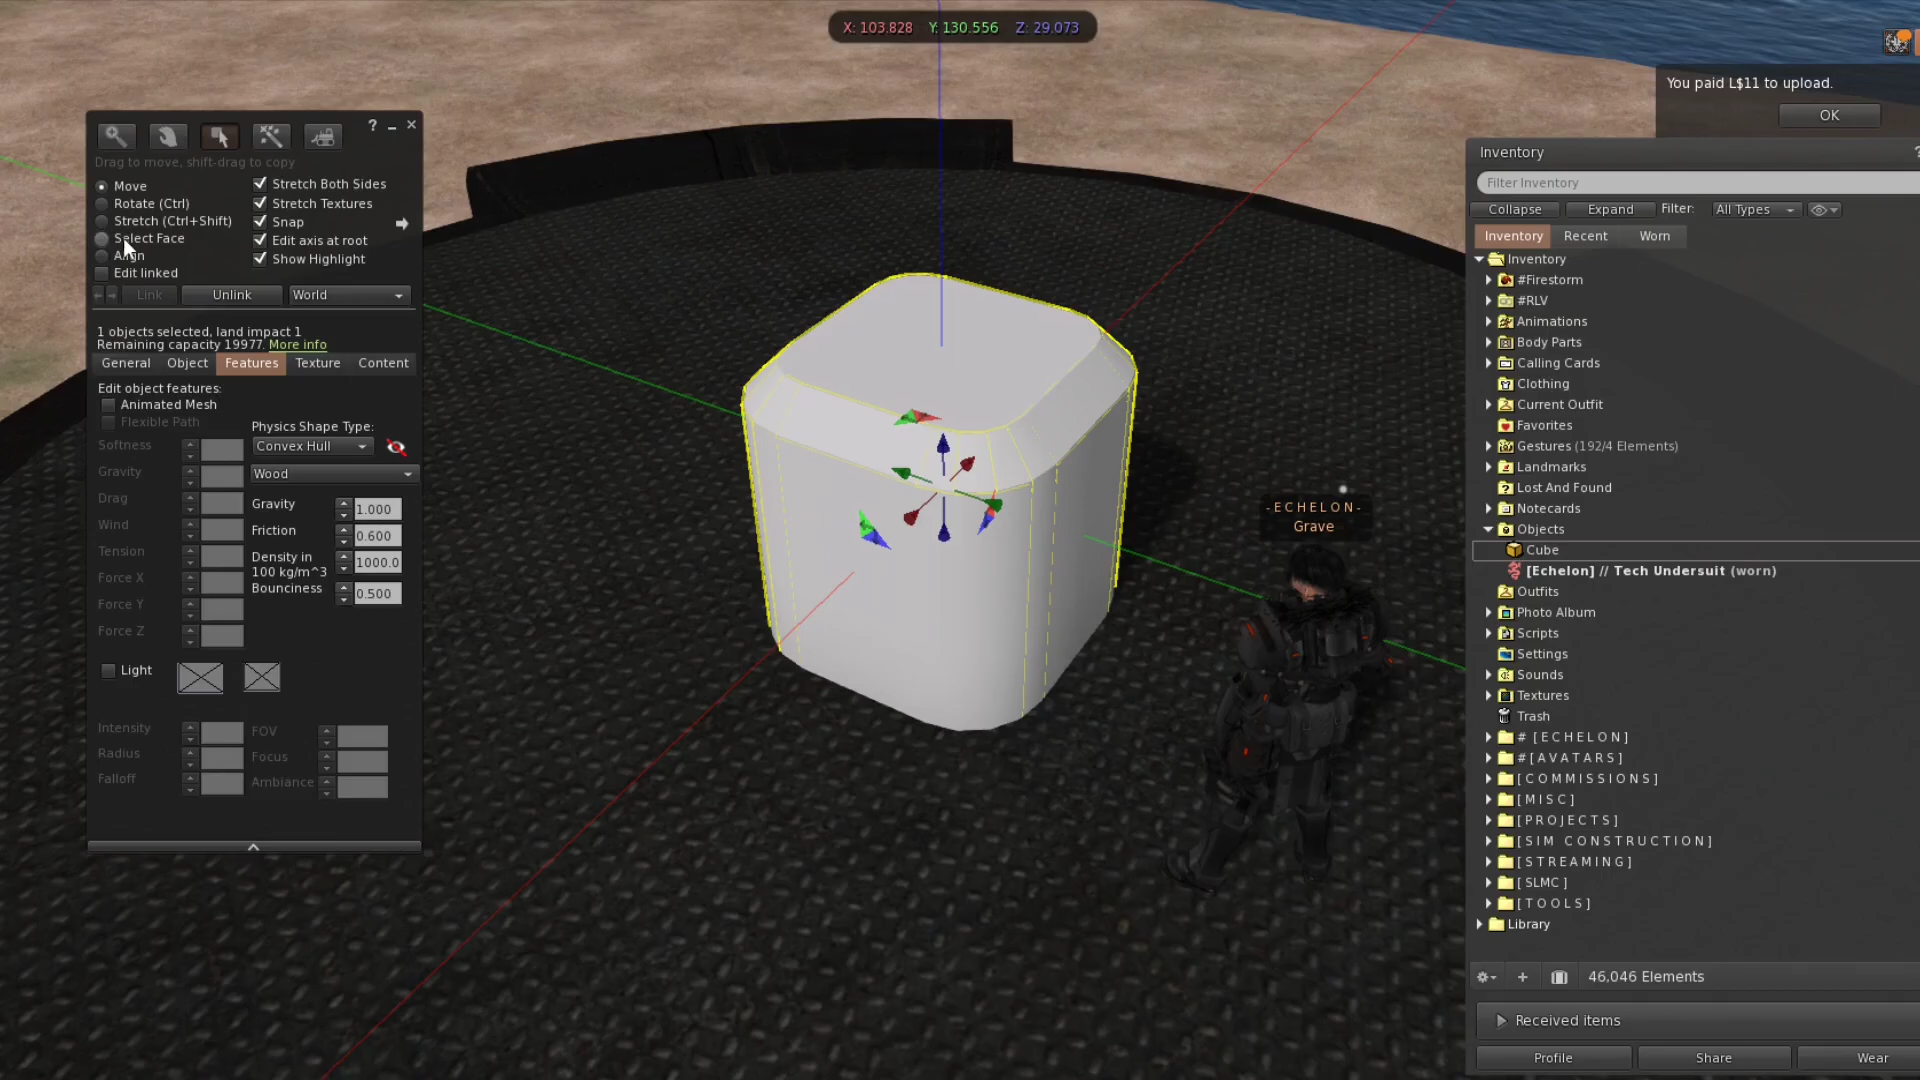 X: 103.828 Y: 130.556 Z: 29.073
You paid L$11 to upload.
OK
?
Drag to move, shift-drag to copy
Move
Rotate (Ctrl)
Stretch (Ctrl+Shift)
Select Face
Align
Edit linked
Stretch Both Sides
Stretch Textures
Snap
Edit axis at root
Show Highlight
Link
Unlink
World
1 objects selected, land impact 1
Remaining capacity 19977. More info
General
Object
Features
Texture
Content
Edit object features:
Animated Mesh
Flexible Path
Softness
Gravity
Drag
Wind
Tension
Force X
Force Y
Force Z
Physics Shape Type:
Convex Hull
Wood
Gravity 1.000
Friction 0.600
Density in
100 kg/m^3 1000.0
Bounciness 0.500
Light
Intensity
Radius
Falloff
FOV
Focus
Ambiance
-ECHELON-
Grave
Inventory
?
Filter Inventory
Collapse
Expand
Filter:
All Types
Inventory
Recent
Worn
Inventory
#Firestorm
#RLV
Animations
Body Parts
Calling Cards
Clothing
Current Outfit
Favorites
Gestures (192/4 Elements)
Landmarks
Lost And Found
Notecards
Objects
Cube
[Echelon] // Tech Undersuit (worn)
Outfits
Photo Album
Scripts
Settings
Sounds
Textures
Trash
# [ECHELON]
#[AVATARS]
[COMMISSIONS]
[MISC]
[PROJECTS]
[SIM CONSTRUCTION]
[STREAMING]
[SLMC]
[TOOLS]
Library
46,046 Elements
Received items
Profile
Share
Wear